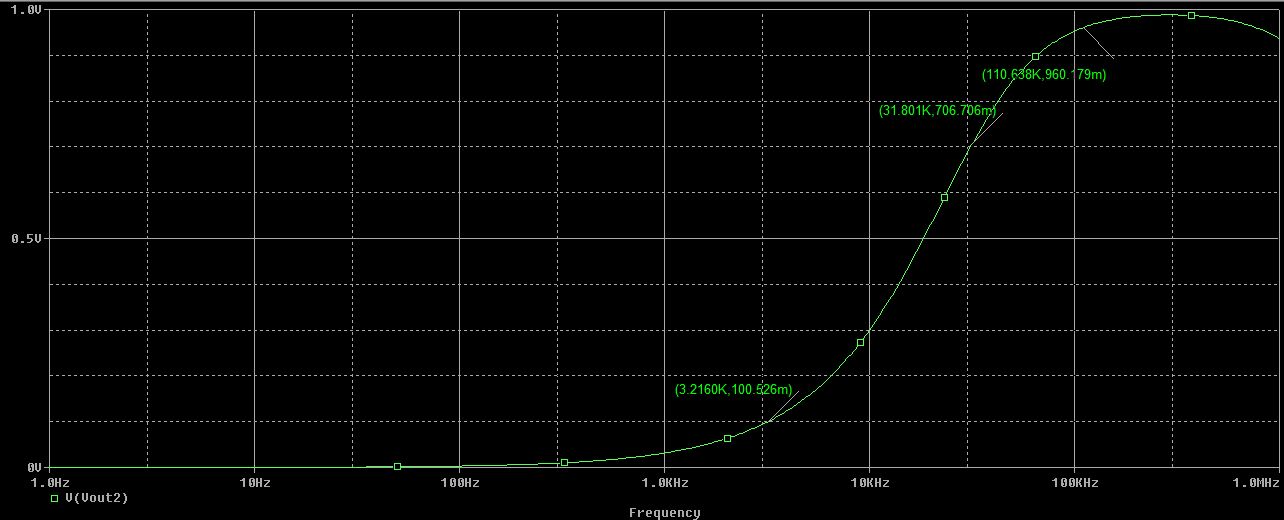 1.0V
(110.638K,960.179m)
(31.801K,706.706m)
0.5V
(3.2160K,100.526m)
0V
1.0Hz 10Hz 100Hz 1.0KHz 10KHz 100KHz 1.0MHz
V(Vout2)
Frequency